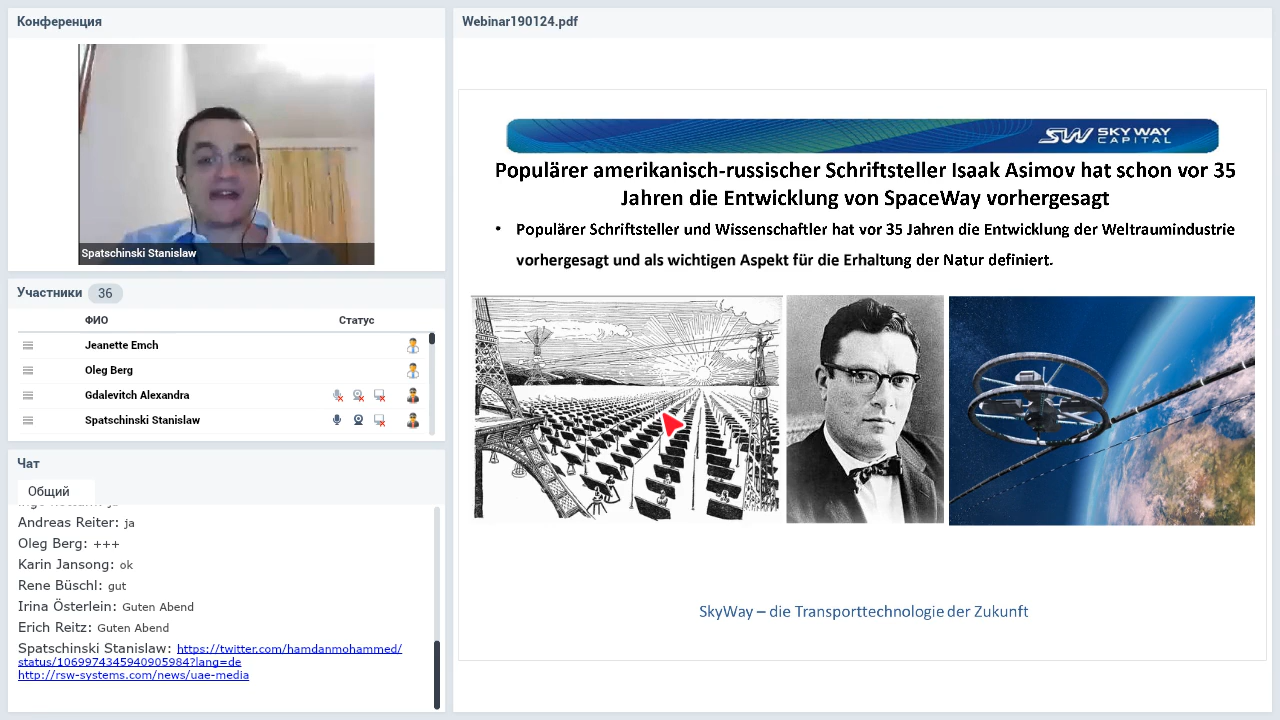 Конференция
Spatschinski Stanislaw
Участники 36
ФИО Статус
Jeanette Emch
Oleg Berg
Gdalevitch Alexandra
Spatschinski Stanislaw
Чат
Общий
Andreas Reiter: ja
Oleg Berg: +++
Karin Jansong: ok
Rene Büschl: gut
Irina Österlein: Guten Abend
Erich Reitz: Guten Abend
Spatschinski Stanislaw: https://twitter.com/hamdanmohammed/
status/1069974345940905984?lang=de
http://rsw-systems.com/news/uae-media
Webinar190124.pdf
SW SKY WAY
CAPITAL
Populärer amerikanisch-russischer Schriftsteller Isaak Asimov hat schon vor 35
Jahren die Entwicklung von SpaceWay vorhergesagt
• Populärer Schriftsteller und Wissenschaftler hat vor 35 Jahren die Entwicklung der Weltraumindustrie
vorhergesagt und als wichtigen Aspekt für die Erhaltung der Natur definiert.
SkyWay – die Transporttechnologie der Zukunft